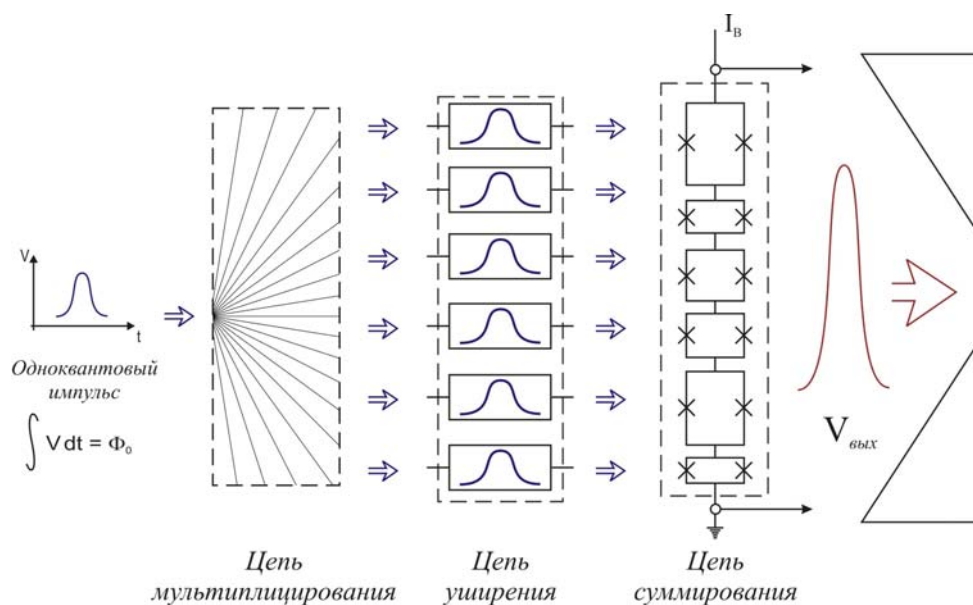 I_B
V
t
Одноквантовый
импульс
∫ V dt = Φ₀
V_вых
Цепь
мультиплицирования
Цепь
уширения
Цепь
суммирования